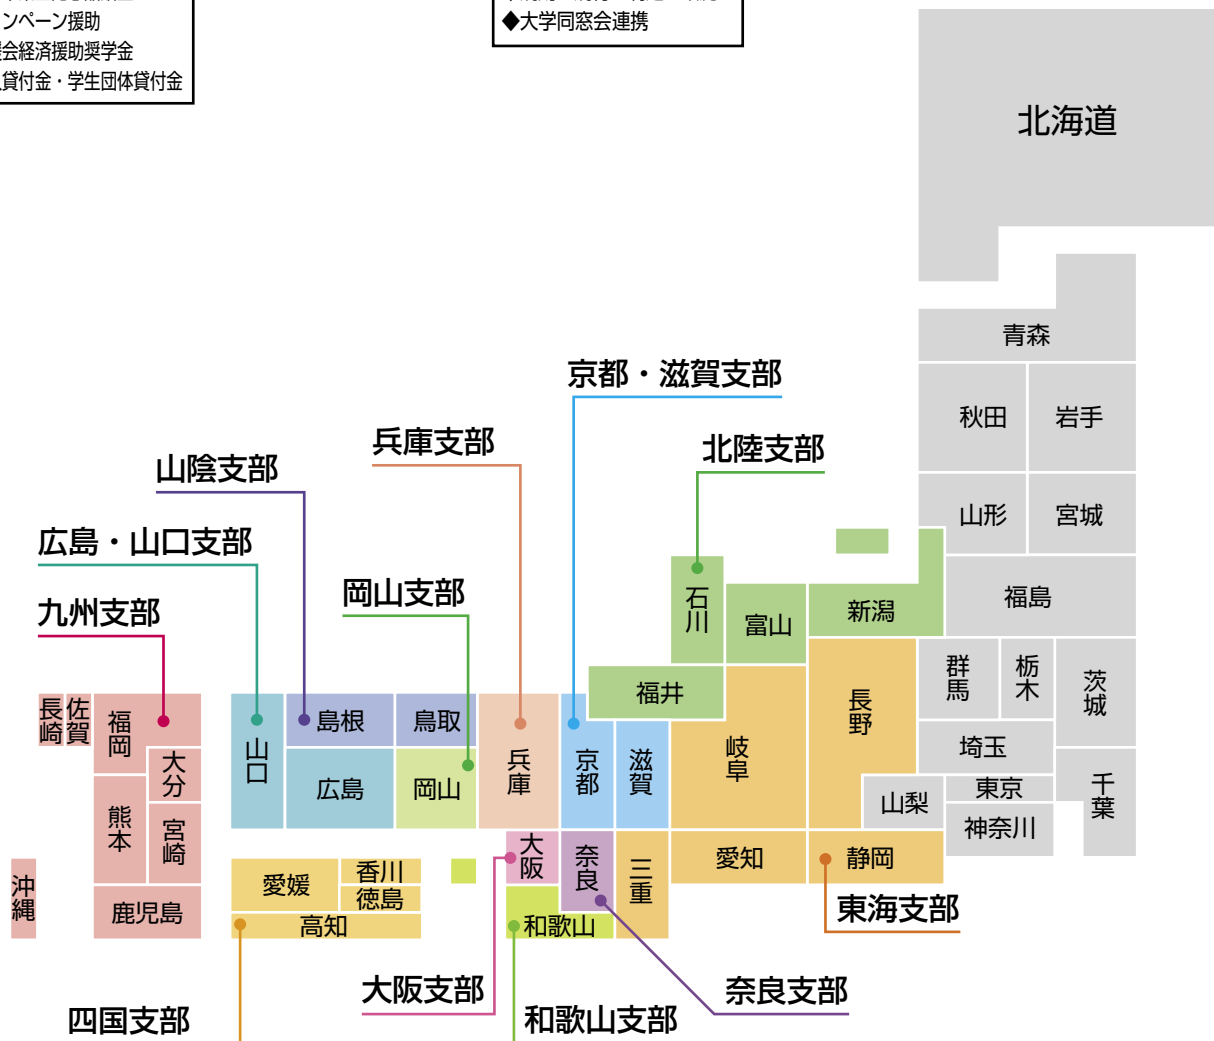 ンペーン援助
会経済援助奨学金
貸付金・学生団体貸付金
◆大学同窓会連携
北海道
青森
京都・滋賀支部
秋田
岩手
兵庫支部
北陸支部
山陰支部
山形
宮城
広島・山口支部
岡山支部
九州支部
石川
富山
新潟
福島
群馬
栃木
茨城
長崎
佐賀
福岡
大分
熊本
宮崎
鹿児島
沖縄
山口
島根
鳥取
広島
岡山
兵庫
京都
滋賀
福井
岐阜
長野
埼玉
山梨
東京
神奈川
千葉
愛媛
香川
徳島
高知
大阪
奈良
三重
愛知
静岡
和歌山
東海支部
大阪支部
奈良支部
四国支部
和歌山支部